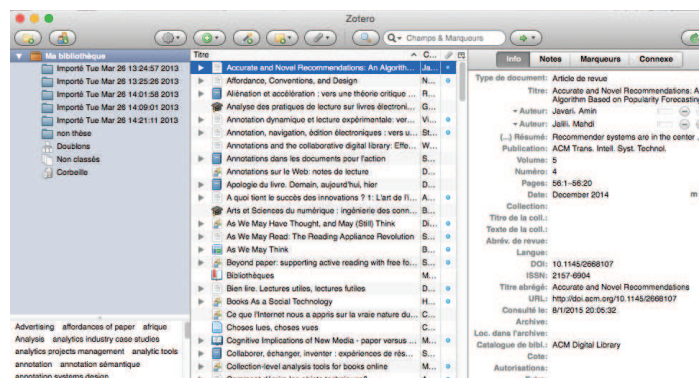 Zotero
Champs & Marqueurs
Ma bibliothèque
Importé Tue Mar 26 13:24:57 2013
Importé Tue Mar 26 13:25:26 2013
Importé Tue Mar 26 14:01:58 2013
Importé Tue Mar 26 14:09:01 2013
Importé Tue Mar 26 14:21:11 2013
non thèse
Doublons
Non classés
Corbeille
Advertising affordances of paper afrique
Analysis analytics industry case studies
analytics projects management analytic tools
annotation annotation sémantique
annotation systems design
Titre C...
Accurate and Novel Recommendations: An Algorith... Ja...
Affordance, Conventions, and Design N...
Aliénation et accélération : vers une théorie critique ... R...
Analyse des pratiques de lecture sur livres électroni... G...
Annotation dynamique et lecture expérimentale: ver... Vi...
Annotation, navigation, édition électroniques : vers u... St...
Annotations and the collaborative digital library: Effe... W...
Annotations dans les documents pour l'action S...
Annotations sur le Web: notes de lecture D...
Apologie du livre. Demain, aujourd'hui, hier D...
A quoi tient le succès des innovations ? 1: L'art de l'i... A...
Arts et Sciences du numérique : ingénierie des conn... B...
As We May Have Thought, and May (Still) Think Di...
As We May Read: The Reading Appliance Revolution S...
As We May Think B...
Beyond paper: supporting active reading with free fo... S...
Bibliothèques M...
Bien lire. Lectures utiles, lectures futiles D...
Books As a Social Technology H...
Ce que l'Internet nous a appris sur la vraie nature du... C...
Choses lues, choses vues C...
Cognitive Implications of New Media - paper versus ... M...
Collaborer, échanger, inventer : expériences de rés... S...
Collection-level analysis tools for books online M...
Info Notes Marqueurs Connexe
Type de document: Article de revue
Titre: Accurate and Novel Recommendations: A
Algorithm Based on Popularity Forecasting
Auteur: Javari, Amin
Auteur: Jalili, Mahdi
(...) Résumé: Recommender systems are in the center
Publication: ACM Trans. Intell. Syst. Technol.
Volume: 5
Numéro: 4
Pages: 56:1–56:20
Date: December 2014 m
Collection:
Titre de la coll.:
Texte de la coll.:
Abrév. de revue:
Langue:
DOI: 10.1145/2668107
ISSN: 2157-6904
Titre abrégé: Accurate and Novel Recommendations
URL: http://doi.acm.org/10.1145/2668107
Consulté le: 8/1/2015 20:05:32
Archive:
Loc. dans l'archive:
Catalogue de bibl.: ACM Digital Library
Cote:
Autorisations: